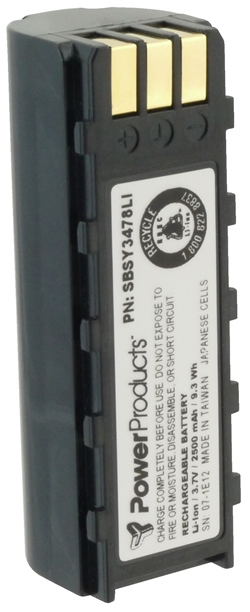 PN: SBSY3478LI
PowerProducts
CHARGE COMPLETELY BEFORE USE. DO NOT EXPOSE TO
FIRE OR MOISTURE, DISASSEMBLE, OR SHORT CIRCUIT
RECHARGEABLE BATTERY
Li-Ion / 3.7V / 2500 mAh / 9.3 Wh
SN 07-1E12 MADE IN TAIWAN JAPANESE CELLS
RECYCLE
RBRC
Li-Ion
1 800 822 8837
- +